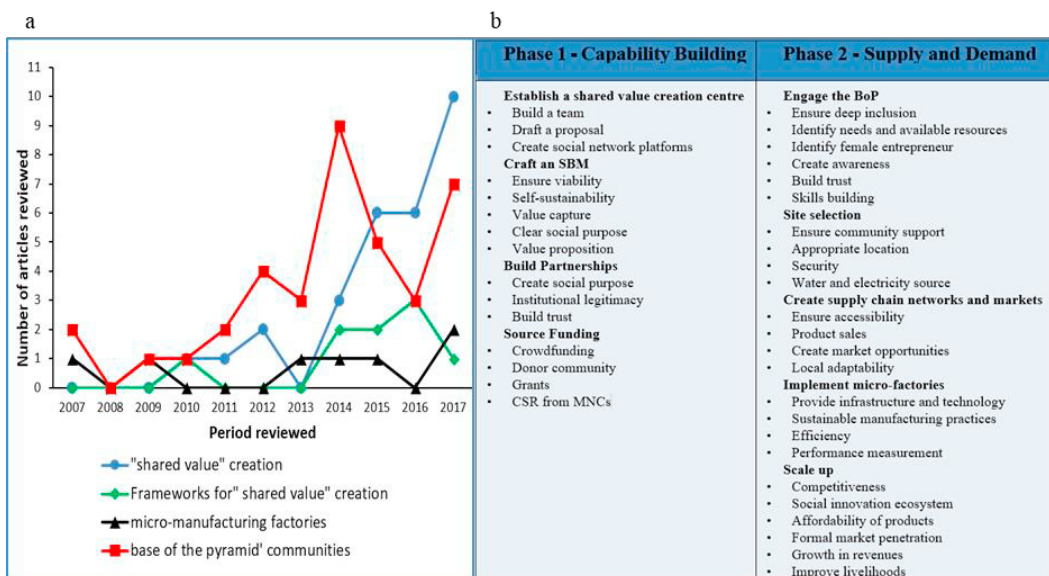 a
Number of articles reviewed
11
10
9
8
7
6
5
4
3
2
1
0
2007 2008 2009 2010 2011 2012 2013 2014 2015 2016 2017
Period reviewed
"shared value" creation
Frameworks for" shared value" creation
micro-manufacturing factories
base of the pyramid' communities
b
Phase 1 - Capability Building
Establish a shared value creation centre
• Build a team
• Draft a proposal
• Create social network platforms
Craft an SBM
• Ensure viability
• Self-sustainability
• Value capture
• Clear social purpose
• Value proposition
Build Partnerships
• Create social purpose
• Institutional legitimacy
• Build trust
Source Funding
• Crowdfunding
• Donor community
• Grants
• CSR from MNCs
Phase 2 - Supply and Demand
Engage the BoP
• Ensure deep inclusion
• Identify needs and available resources
• Identify female entrepreneur
• Create awareness
• Build trust
• Skills building
Site selection
• Ensure community support
• Appropriate location
• Security
• Water and electricity source
Create supply chain networks and markets
• Ensure accessibility
• Product sales
• Create market opportunities
• Local adaptability
Implement micro-factories
• Provide infrastructure and technology
• Sustainable manufacturing practices
• Efficiency
• Performance measurement
Scale up
• Competitiveness
• Social innovation ecosystem
• Affordability of products
• Formal market penetration
• Growth in revenues
• Improve livelihoods